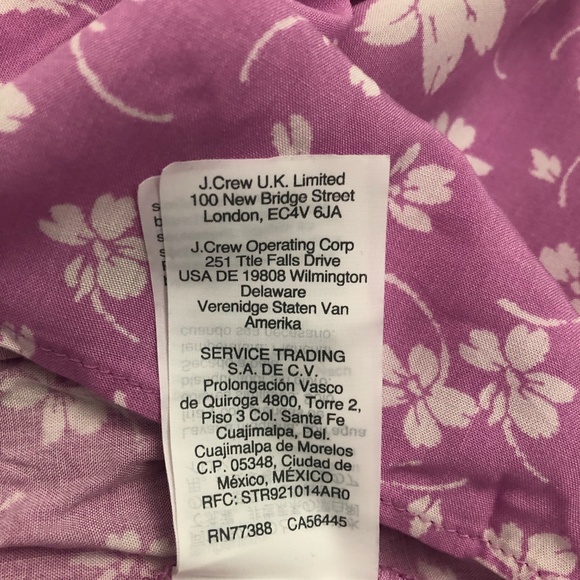 J.Crew U.K. Limited
100 New Bridge Street
London, EC4V 6JA
J.Crew Operating Corp
251 Ttle Falls Drive
USA DE 19808 Wilmington
Delaware
Verenidge Staten Van
Amerika
SERVICE TRADING
S.A. DE C.V.
Prolongación Vasco
de Quiroga 4800, Torre 2,
Piso 3 Col. Santa Fe
Cuajimalpa, Del.
Cuajimalpa de Morelos
C.P. 05348, Ciudad de
México, MÉXICO
RFC: STR921014AR0
RN77388 CA56445